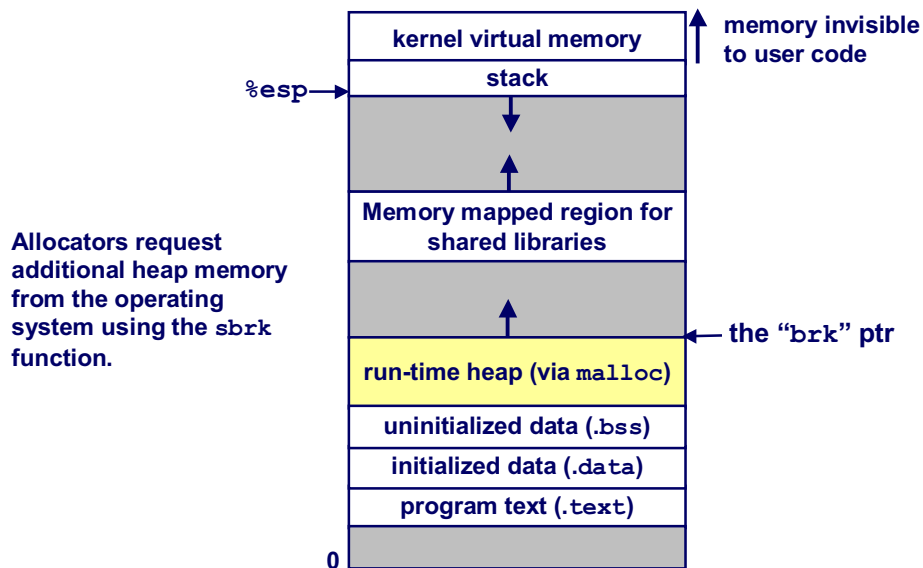 kernel virtual memory
memory invisible
to user code
stack
%esp
Memory mapped region for
shared libraries
Allocators request
additional heap memory
from the operating
system using the sbrk
function.
the “brk” ptr
run-time heap (via malloc)
uninitialized data (.bss)
initialized data (.data)
program text (.text)
0